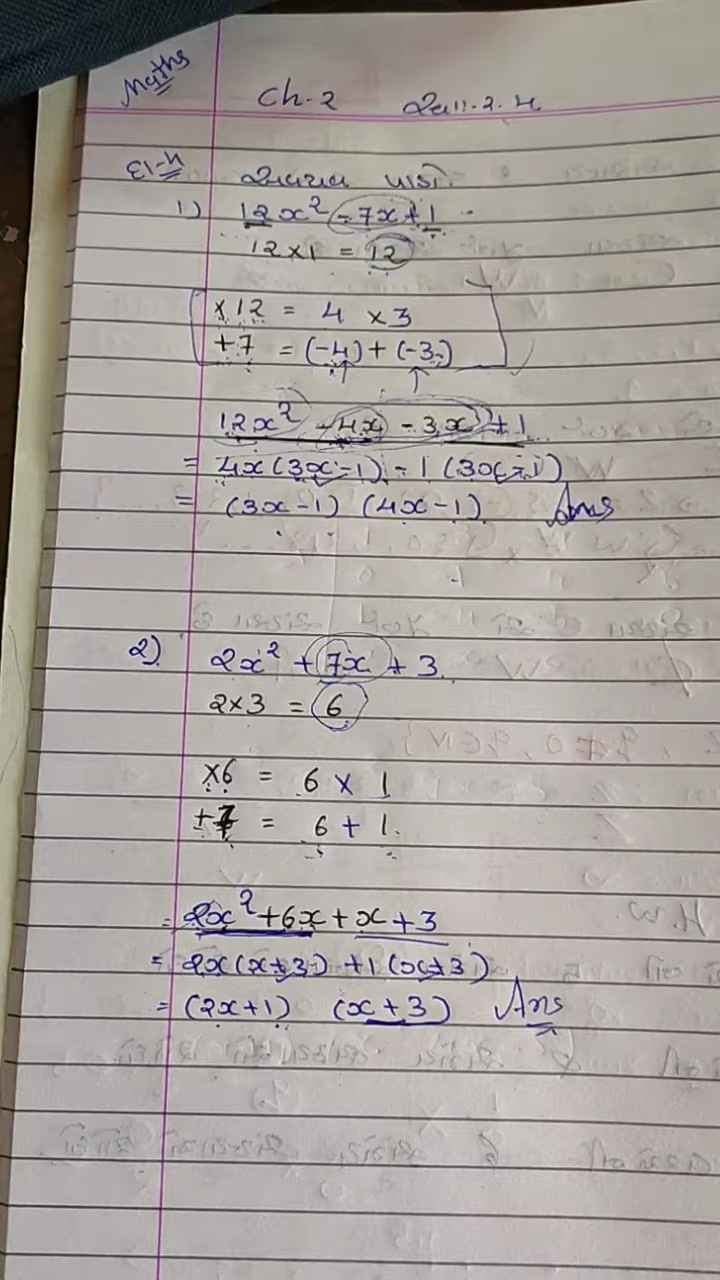 Maths
Ch-2 સ્વા. 2.4
પ્ર-13 અવયવ પાડો.
1) 12x² - 7x + 1
12 × 1 = 12
×12 = 4 × 3
+7 = (-4) + (-3)
12x² - 4x - 3x + 1
= 4x(3x-1) - 1(3x-1)
= (3x-1) (4x-1) Ans
2) 2x² + 7x + 3
2×3 = 6
×6 = 6 × 1
+7 = 6 + 1.
= 2x² + 6x + x + 3
= 2x(x+3) + 1(x+3)
= (2x+1) (x+3) Ans
H.W.